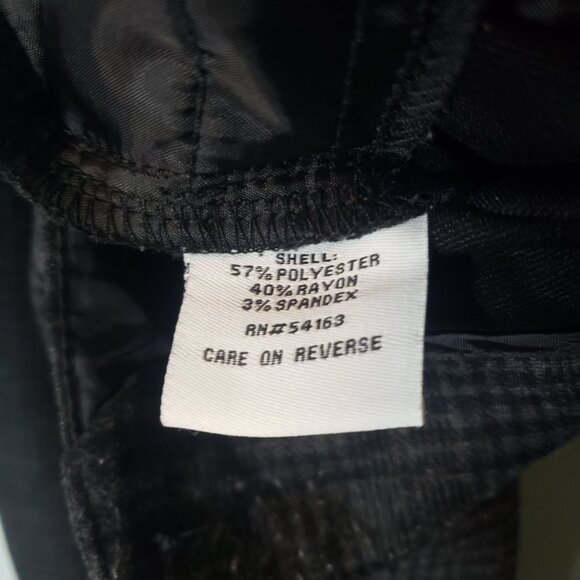 SHELL:
57% POLYESTER
40% RAYON
3% SPANDEX
RN#54163
CARE ON REVERSE